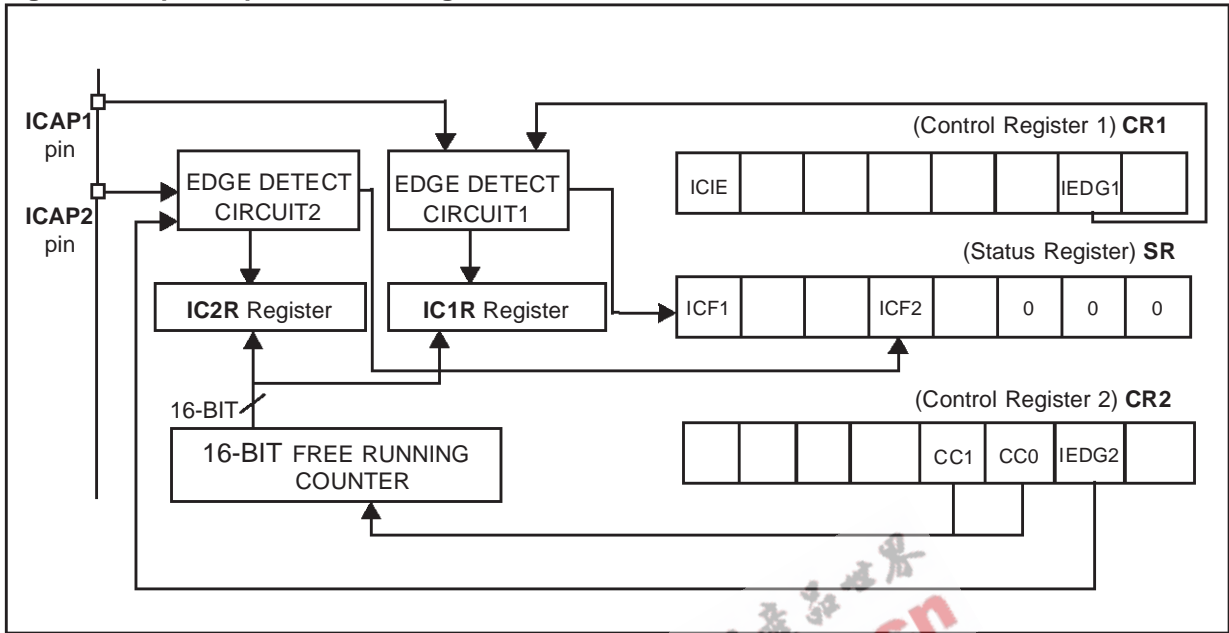 ICAP1
pin
ICAP2
pin
EDGE DETECT
CIRCUIT2
EDGE DETECT
CIRCUIT1
IC2R Register
IC1R Register
16-BIT
16-BIT FREE RUNNING
COUNTER
(Control Register 1) CR1
ICIE IEDG1
(Status Register) SR
ICF1 ICF2 0 0 0
(Control Register 2) CR2
CC1 CC0 IEDG2